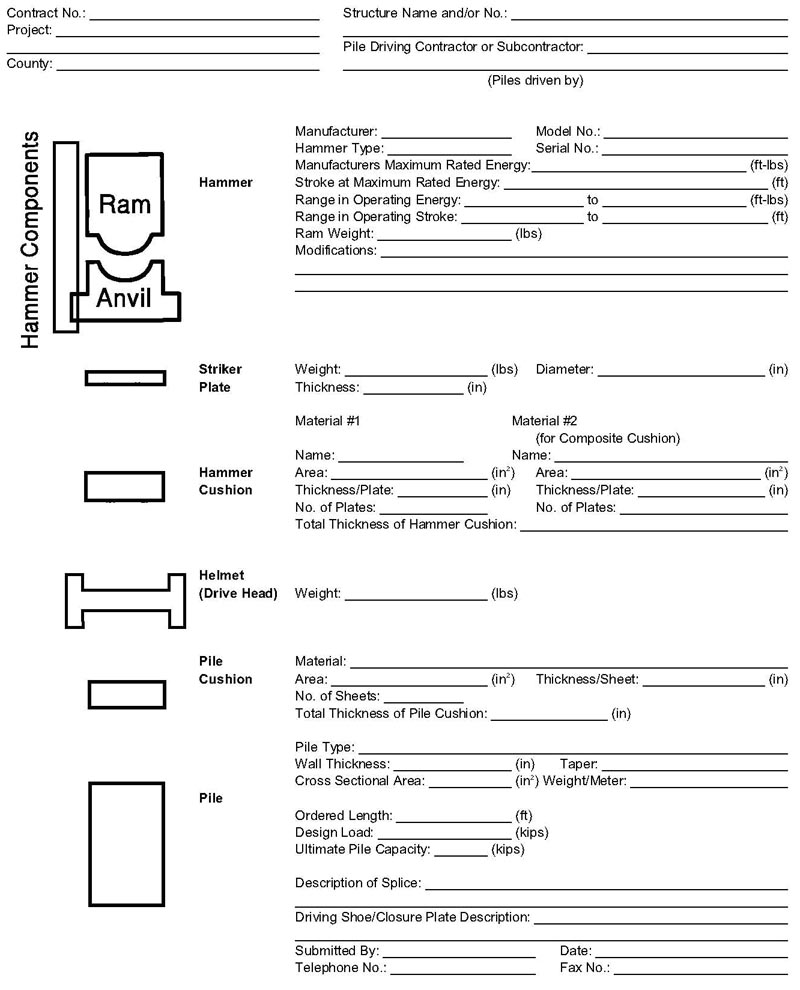 Contract No.: Structure Name and/or No.:
Project:
Pile Driving Contractor or Subcontractor:
County:
(Piles driven by)
Hammer Components
Ram
Anvil
Hammer
Manufacturer: Model No.:
Hammer Type: Serial No.:
Manufacturers Maximum Rated Energy: (ft-lbs)
Stroke at Maximum Rated Energy: (ft)
Range in Operating Energy: to (ft-lbs)
Range in Operating Stroke: to (ft)
Ram Weight: (lbs)
Modifications:
Striker
Plate
Weight: (lbs) Diameter: (in)
Thickness: (in)
Material #1 Material #2
(for Composite Cushion)
Name: Name:
Hammer
Cushion
Area: (in²) Area: (in²)
Thickness/Plate: (in) Thickness/Plate: (in)
No. of Plates: No. of Plates:
Total Thickness of Hammer Cushion:
Helmet
(Drive Head) Weight: (lbs)
Pile
Cushion
Material:
Area: (in²) Thickness/Sheet: (in)
No. of Sheets:
Total Thickness of Pile Cushion: (in)
Pile
Pile Type:
Wall Thickness: (in) Taper:
Cross Sectional Area: (in²) Weight/Meter:
Ordered Length: (ft)
Design Load: (kips)
Ultimate Pile Capacity: (kips)
Description of Splice:
Driving Shoe/Closure Plate Description:
Submitted By: Date:
Telephone No.: Fax No.: